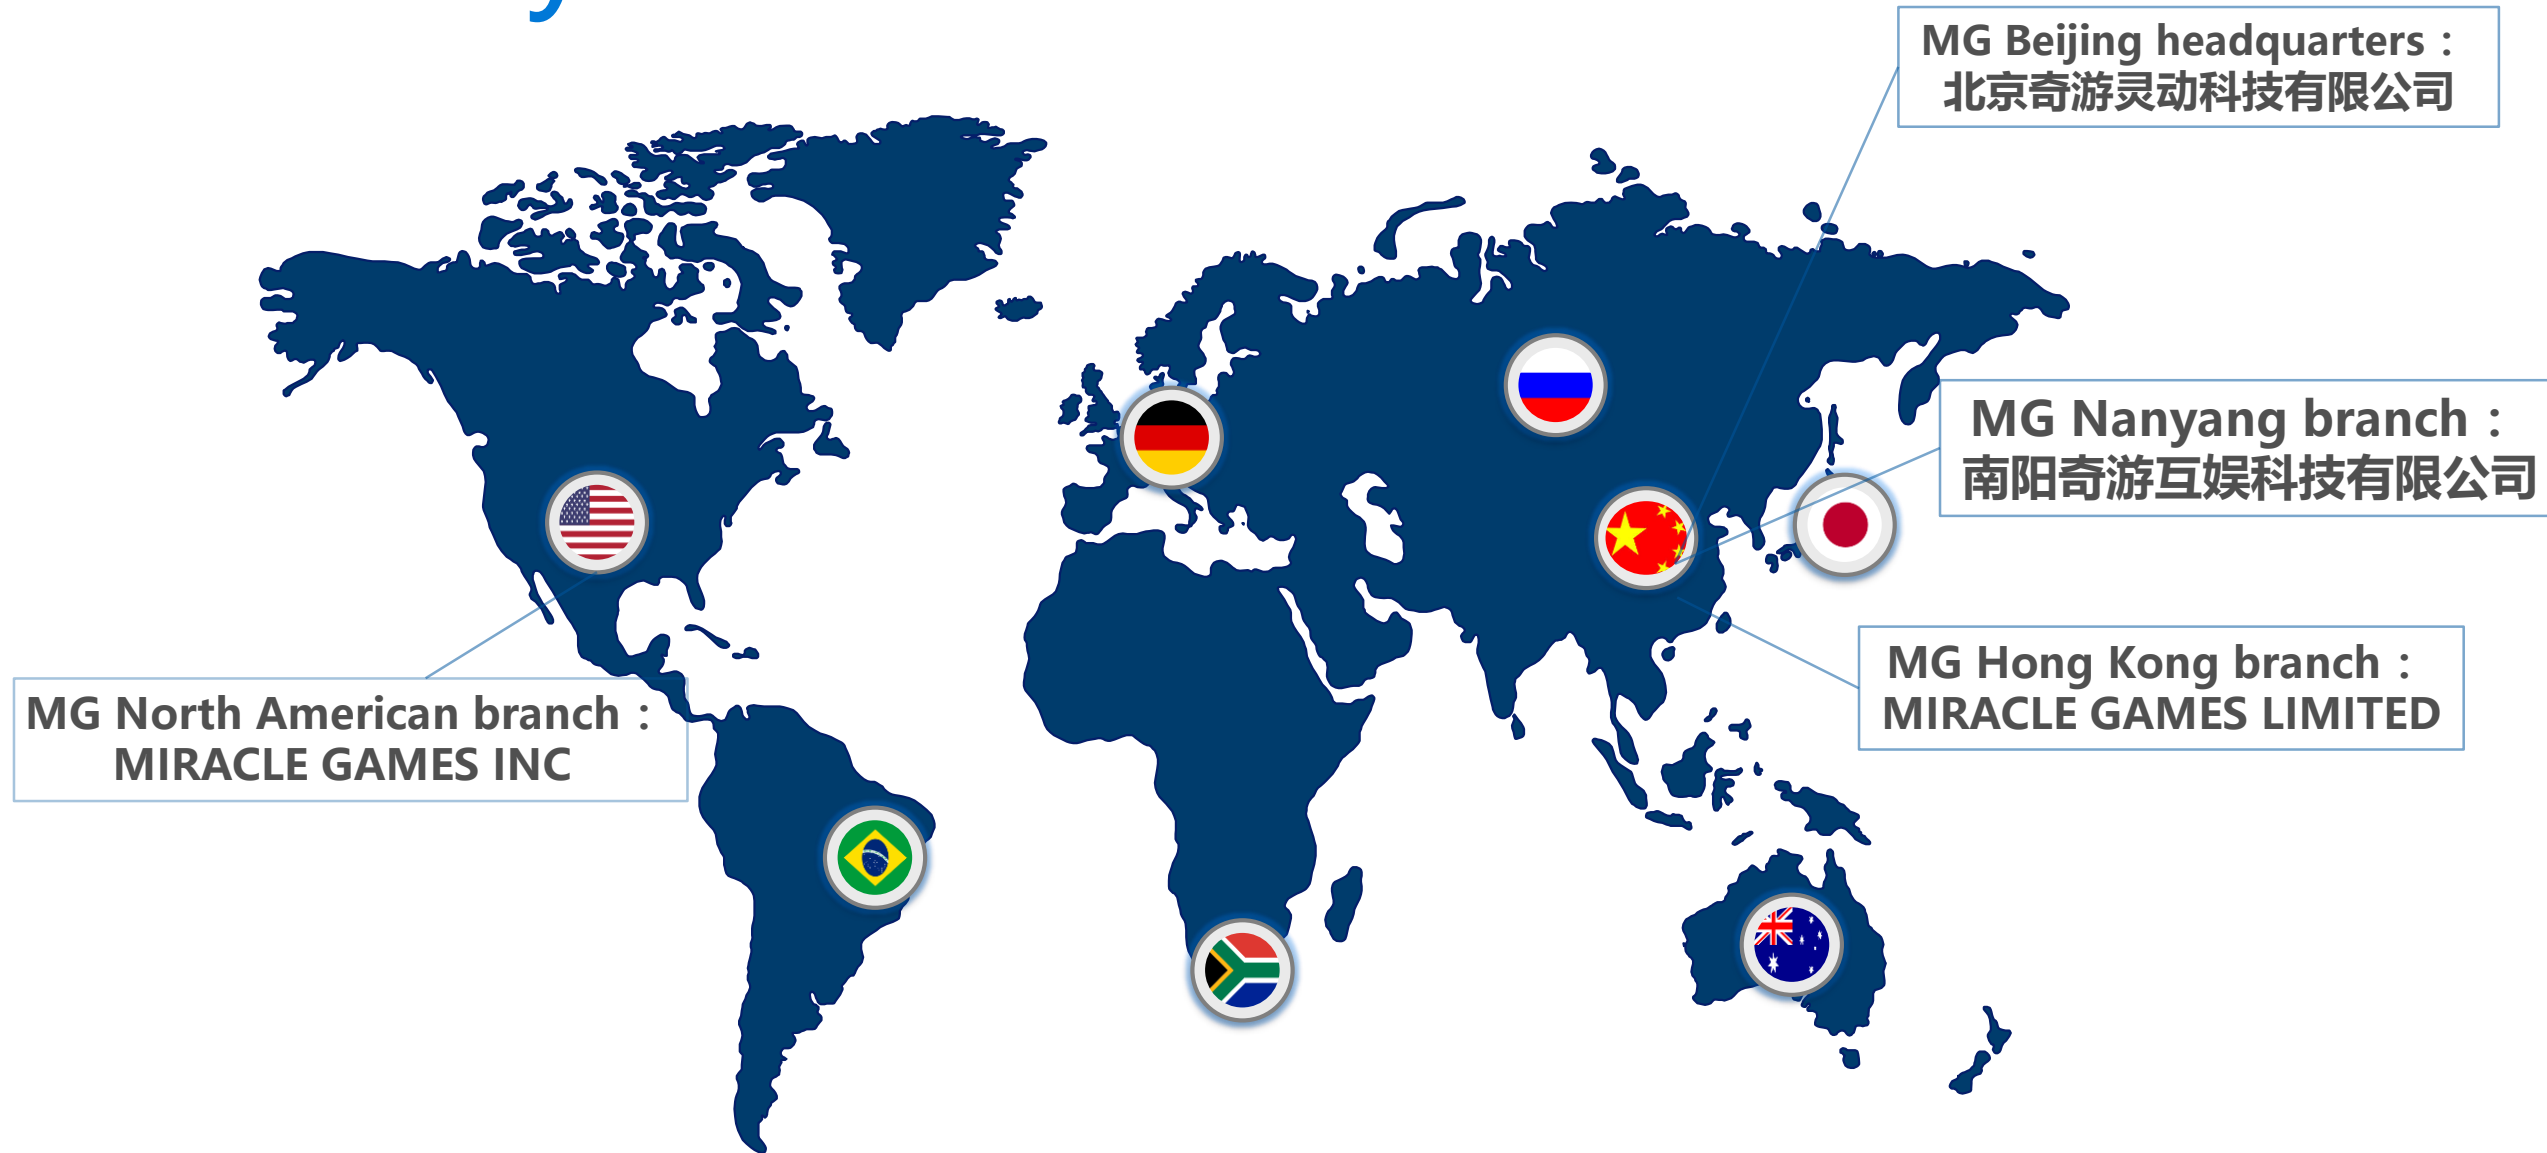 MG Beijing headquarters：
北京奇游灵动科技有限公司
MG Nanyang branch：
南阳奇游互娱科技有限公司
MG Hong Kong branch：
MIRACLE GAMES LIMITED
MG North American branch：
MIRACLE GAMES INC